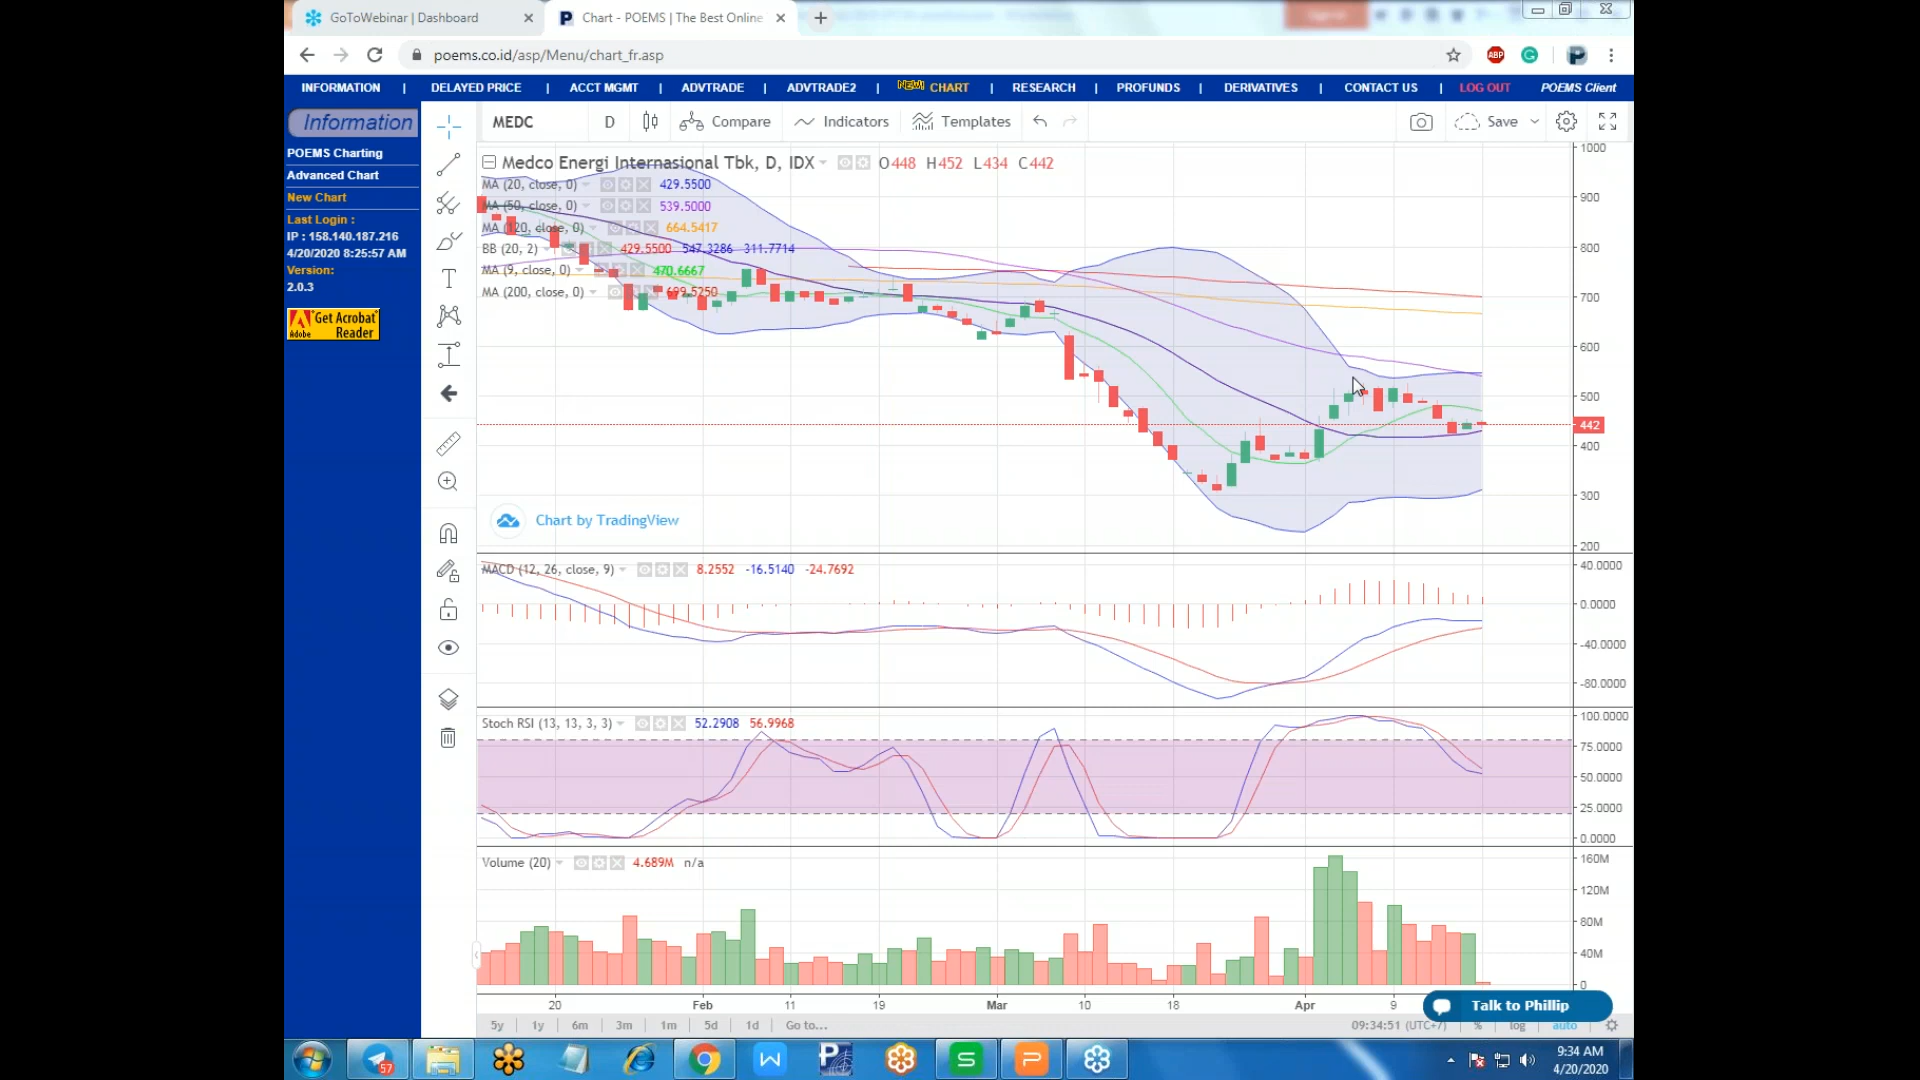 GoToWebinar | Dashboard
Chart - POEMS | The Best Online
poems.co.id/asp/Menu/chart_fr.asp
ABP
INFORMATION | DELAYED PRICE | ACCT MGMT | ADVTRADE | ADVTRADE2 | NEW! CHART | RESEARCH | PROFUNDS | DERIVATIVES | CONTACT US | LOG OUT POEMS Client
Information
POEMS Charting
Advanced Chart
New Chart
Last Login :
IP : 158.140.187.216
4/20/2020 8:25:57 AM
Version:
2.0.3
Get Acrobat
Adobe Reader
MEDC D Compare Indicators Templates Save
Medco Energi Internasional Tbk, D, IDX O448 H452 L434 C442
MA (20, close, 0) 429.5500
MA (50, close, 0) 539.5000
MA (120, close, 0) 664.5417
BB (20, 2) 429.5500 547.3286 311.7714
MA (9, close, 0) 470.6667
MA (200, close, 0) 699.5250
1000
900
800
700
600
500
442
400
300
200
Chart by TradingView
MACD (12, 26, close, 9) 8.2552 -16.5140 -24.7692
40.0000
0.0000
-40.0000
-80.0000
Stoch RSI (13, 13, 3, 3) 52.2908 56.9968
100.0000
75.0000
50.0000
25.0000
0.0000
Volume (20) 4.689M n/a
160M
120M
80M
40M
0
20 Feb 11 19 Mar 10 18 Apr 9
Talk to Phillip
5y 1y 6m 3m 1m 5d 1d Go to...
09:34:51 (UTC+7) % log auto
57
9:34 AM
4/20/2020